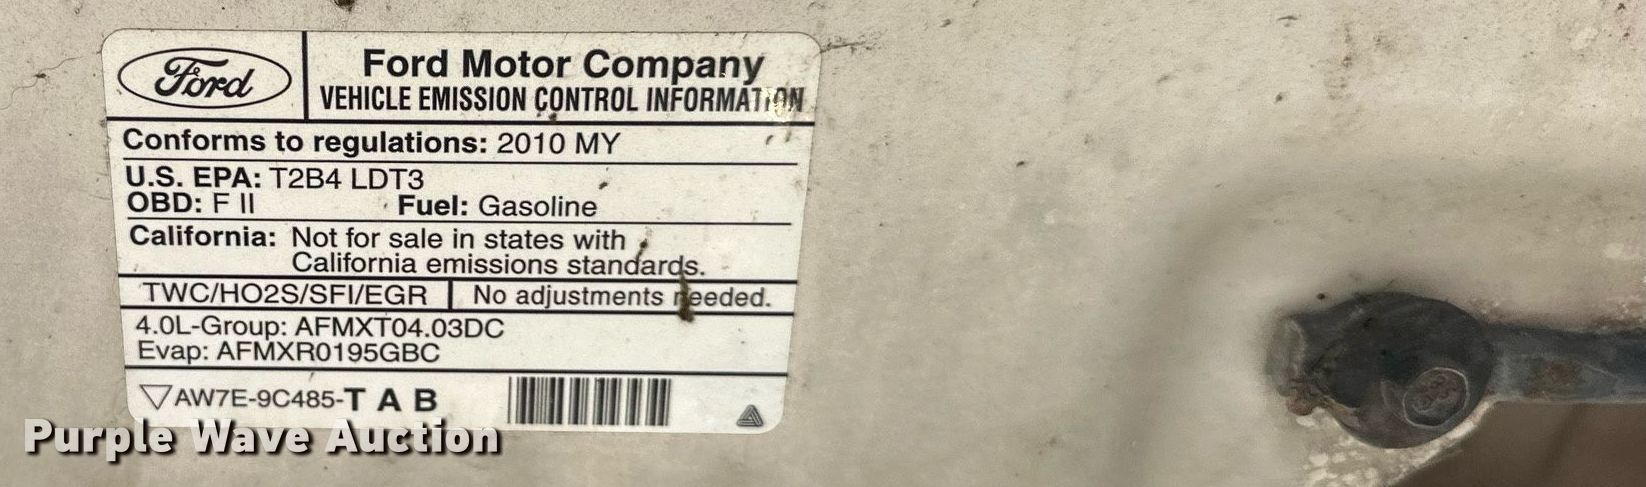 Ford
Ford Motor Company
VEHICLE EMISSION CONTROL INFORMATION
Conforms to regulations: 2010 MY
U.S. EPA: T2B4 LDT3
OBD: F II Fuel: Gasoline
California: Not for sale in states with
California emissions standards.
TWC/HO2S/SFI/EGR No adjustments needed.
4.0L-Group: AFMXT04.03DC
Evap: AFMXR0195GBC
AW7E-9C485-T A B
Purple Wave Auction